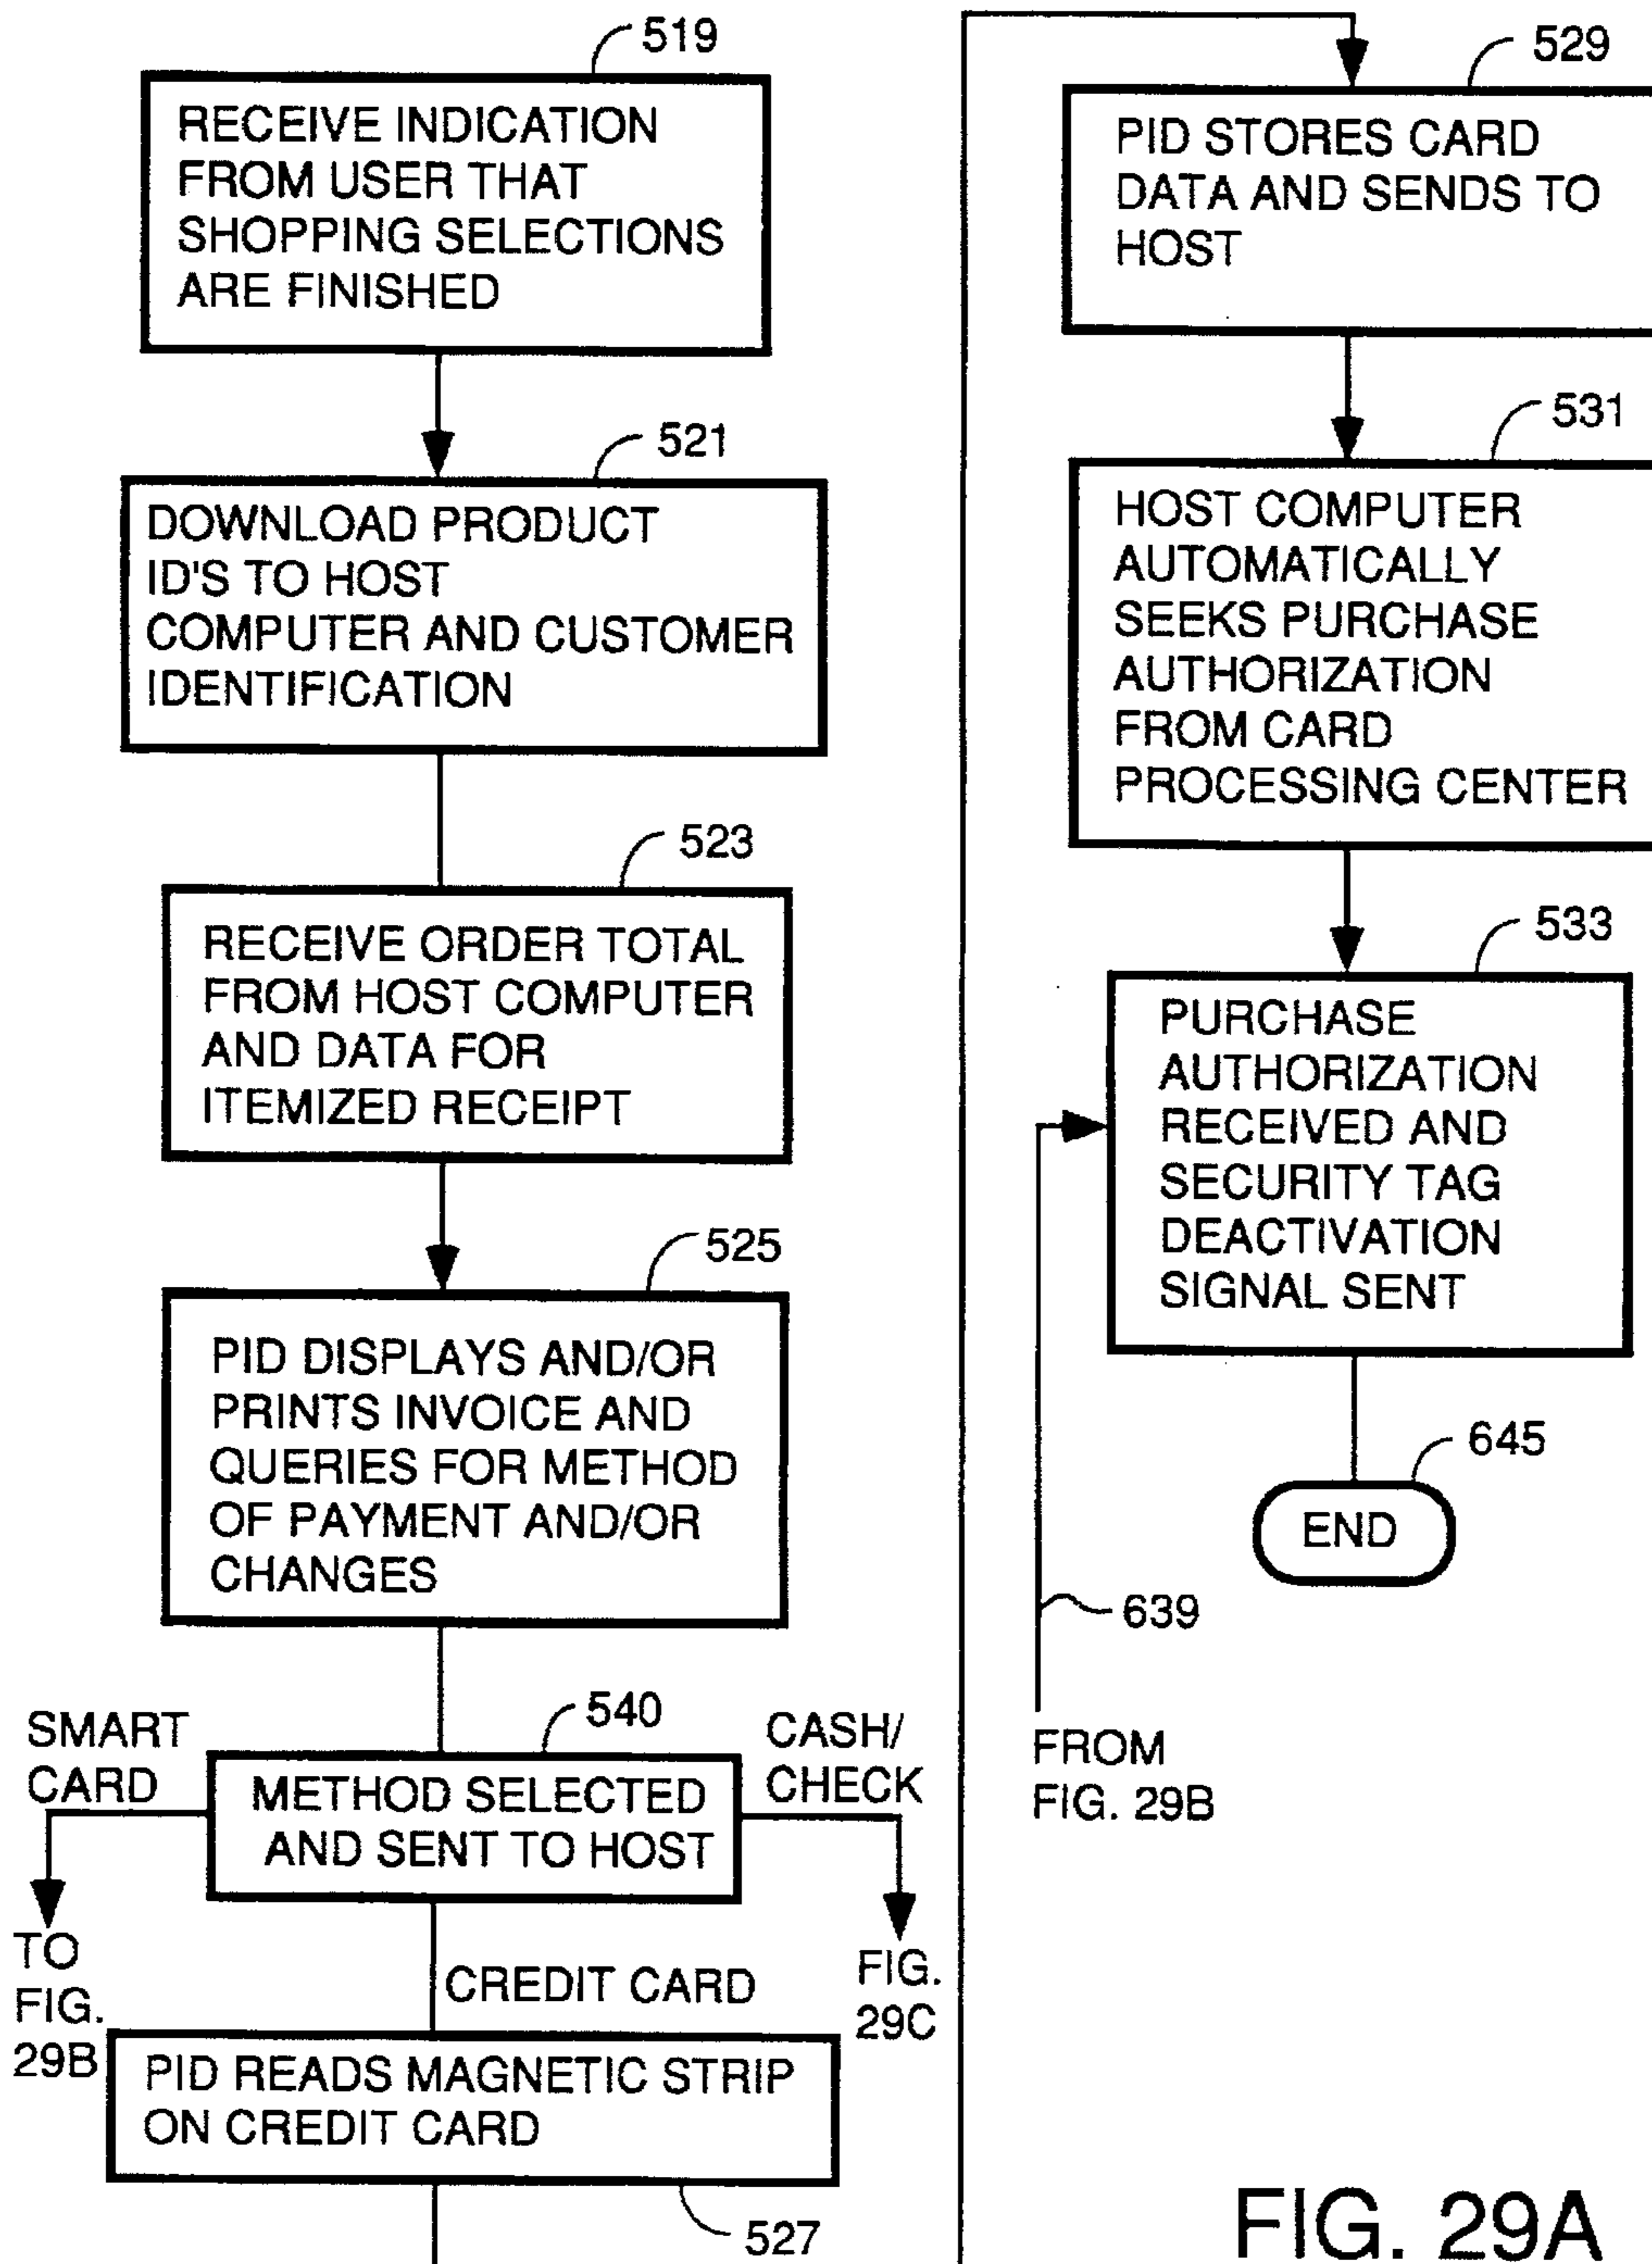 519
RECEIVE INDICATION
FROM USER THAT
SHOPPING SELECTIONS
ARE FINISHED
521
DOWNLOAD PRODUCT
ID'S TO HOST
COMPUTER AND CUSTOMER
IDENTIFICATION
523
RECEIVE ORDER TOTAL
FROM HOST COMPUTER
AND DATA FOR
ITEMIZED RECEIPT
525
PID DISPLAYS AND/OR
PRINTS INVOICE AND
QUERIES FOR METHOD
OF PAYMENT AND/OR
CHANGES
540
SMART
CARD
METHOD SELECTED
AND SENT TO HOST
CASH/
CHECK
TO
FIG.
29B
CREDIT CARD
FIG.
29C
PID READS MAGNETIC STRIP
ON CREDIT CARD
527
529
PID STORES CARD
DATA AND SENDS TO
HOST
531
HOST COMPUTER
AUTOMATICALLY
SEEKS PURCHASE
AUTHORIZATION
FROM CARD
PROCESSING CENTER
533
PURCHASE
AUTHORIZATION
RECEIVED AND
SECURITY TAG
DEACTIVATION
SIGNAL SENT
645
END
639
FROM
FIG. 29B
FIG. 29A